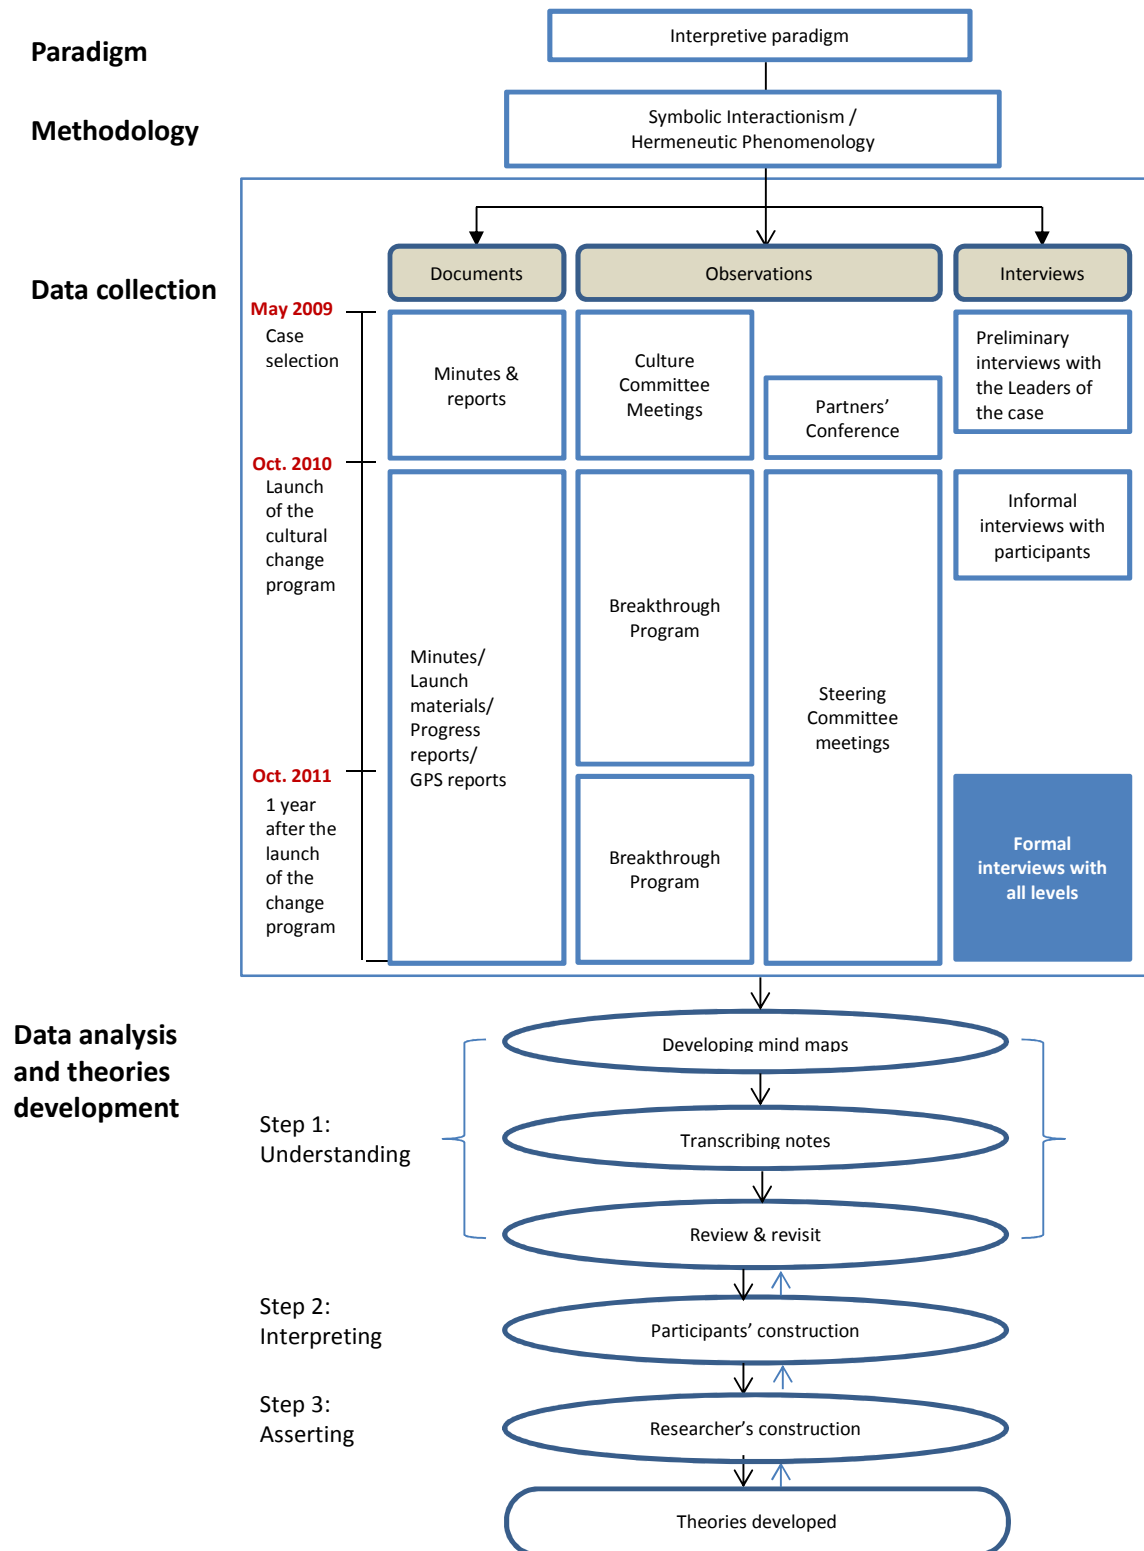 Paradigm
Interpretive paradigm
Methodology
Symbolic Interactionism /
Hermeneutic Phenomenology
Data collection
Documents
Observations
Interviews
May 2009
Case
selection
Minutes &
reports
Culture
Committee
Meetings
Partners'
Conference
Preliminary
interviews with
the Leaders of
the case
Oct. 2010
Launch
of the
cultural
change
program
Minutes/
Launch
materials/
Progress
reports/
GPS reports
Breakthrough
Program
Steering
Committee
meetings
Informal
interviews with
participants
Oct. 2011
1 year
after the
launch
of the
change
program
Breakthrough
Program
Formal
interviews with
all levels
Data analysis
and theories
development
Step 1:
Understanding
Developing mind maps
Transcribing notes
Review & revisit
Step 2:
Interpreting
Participants' construction
Step 3:
Asserting
Researcher's construction
Theories developed